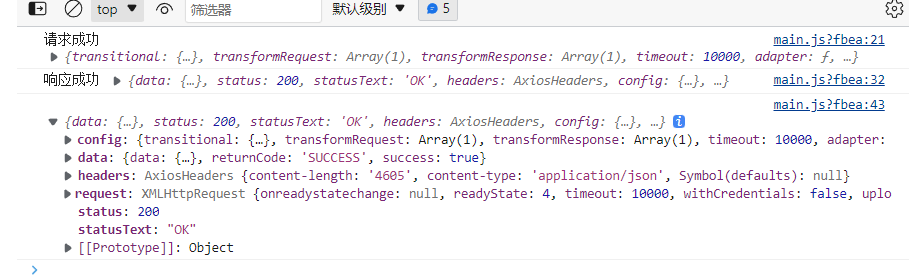 top 筛选器 默认级别 5
请求成功 main.js?fbea:21
{transitional: {…}, transformRequest: Array(1), transformResponse: Array(1), timeout: 10000, adapter: ƒ, …}
响应成功 {data: {…}, status: 200, statusText: 'OK', headers: AxiosHeaders, config: {…}, …} main.js?fbea:32
main.js?fbea:43
{data: {…}, status: 200, statusText: 'OK', headers: AxiosHeaders, config: {…}, …} i
config: {transitional: {…}, transformRequest: Array(1), transformResponse: Array(1), timeout: 10000, adapter:
data: {data: {…}, returnCode: 'SUCCESS', success: true}
headers: AxiosHeaders {content-length: '4605', content-type: 'application/json', Symbol(defaults): null}
request: XMLHttpRequest {onreadystatechange: null, readyState: 4, timeout: 10000, withCredentials: false, uplo
status: 200
statusText: "OK"
[[Prototype]]: Object